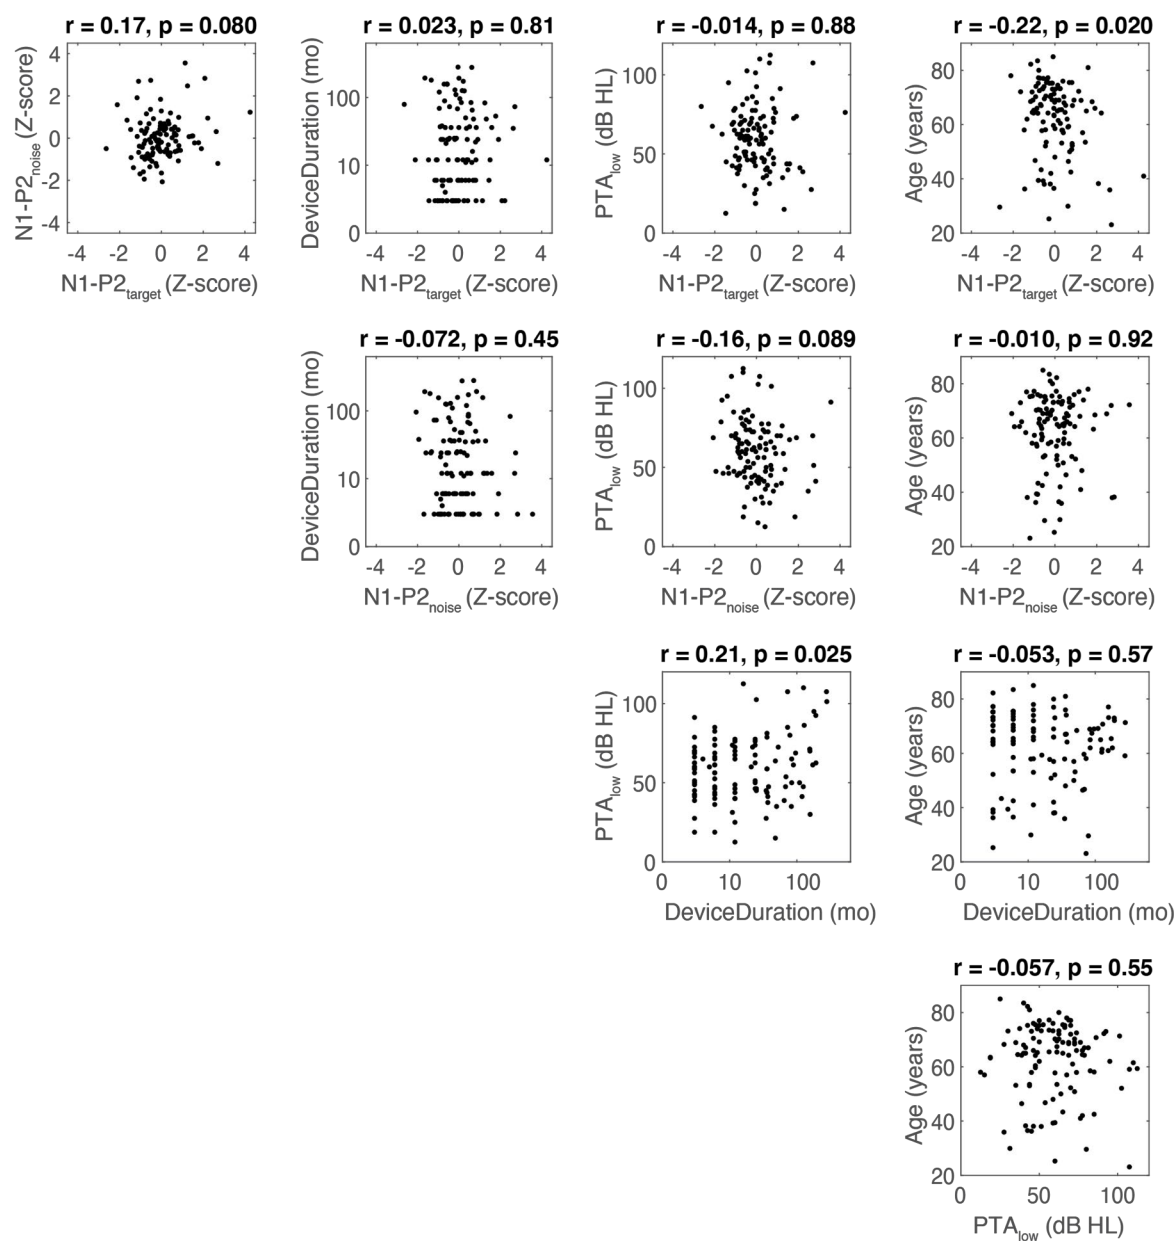 r = 0.17, p = 0.080
r = 0.023, p = 0.81
r = -0.014, p = 0.88
r = -0.22, p = 0.020
N1-P2noise (Z-score)
4
2
0
-2
-4
-4 -2 0 2 4
N1-P2target (Z-score)
DeviceDuration (mo)
100
10
0
-4 -2 0 2 4
N1-P2target (Z-score)
PTAlow (dB HL)
100
50
0
-4 -2 0 2 4
N1-P2target (Z-score)
Age (years)
80
60
40
20
-4 -2 0 2 4
N1-P2target (Z-score)
r = -0.072, p = 0.45
r = -0.16, p = 0.089
r = -0.010, p = 0.92
DeviceDuration (mo)
100
10
0
-4 -2 0 2 4
N1-P2noise (Z-score)
PTAlow (dB HL)
100
50
0
-4 -2 0 2 4
N1-P2noise (Z-score)
Age (years)
80
60
40
20
-4 -2 0 2 4
N1-P2noise (Z-score)
r = 0.21, p = 0.025
r = -0.053, p = 0.57
PTAlow (dB HL)
100
50
0
0 10 100
DeviceDuration (mo)
Age (years)
80
60
40
20
0 10 100
DeviceDuration (mo)
r = -0.057, p = 0.55
Age (years)
80
60
40
20
0 50 100
PTAlow (dB HL)